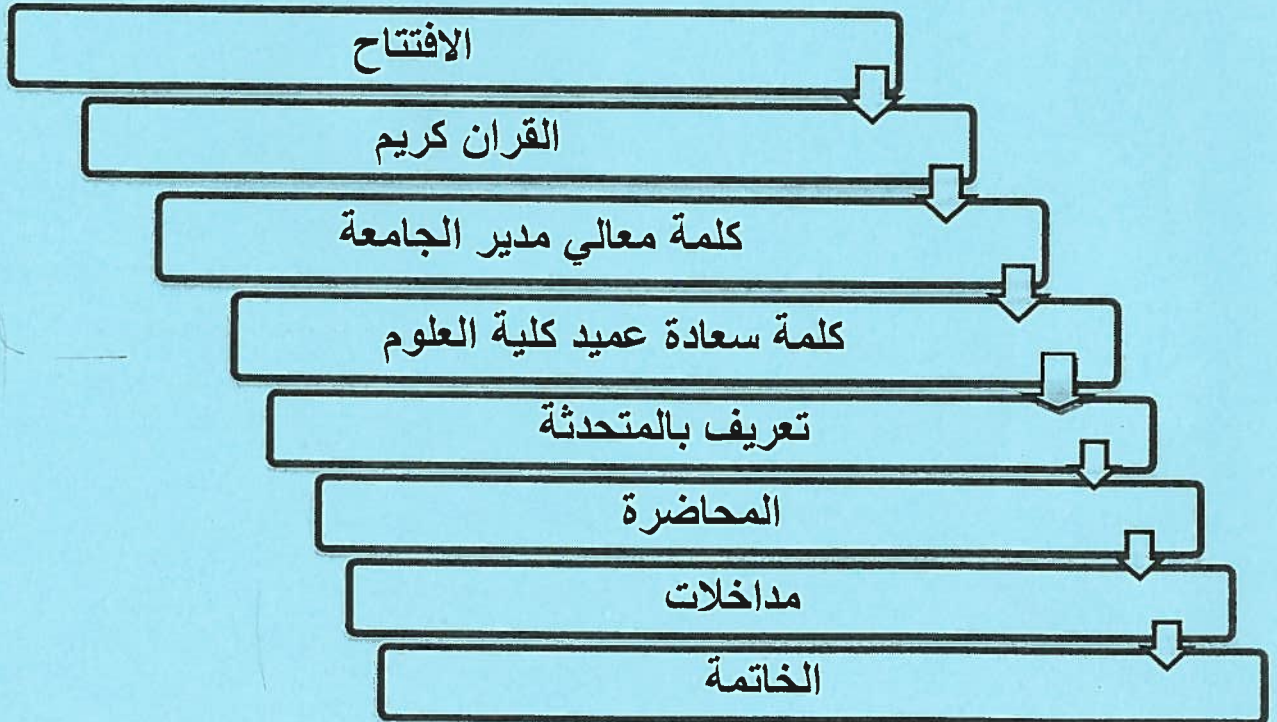 الافتتاح
القران كريم
كلمة معالي مدير الجامعة
كلمة سعادة عميد كلية العلوم
تعريف بالمتحدثة
المحاضرة
مداخلات
الخاتمة